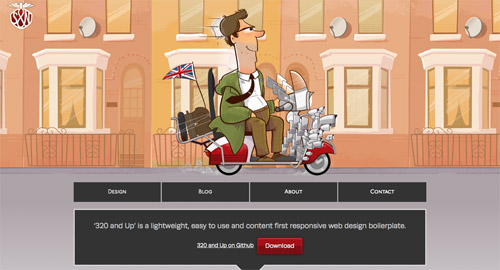 DESIGN
BLOG
ABOUT
CONTACT
'320 and Up' is a lightweight, easy to use and content first responsive web design boilerplate.
320 and Up on Github
Download